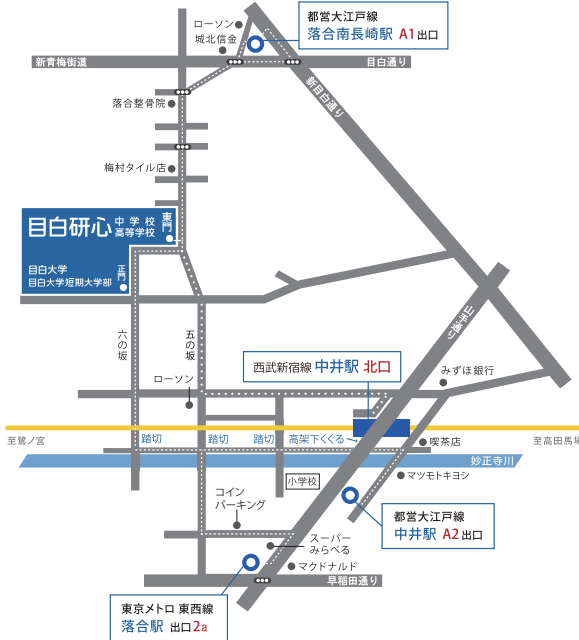 都営大江戸線
落合南長崎駅 A1 出口
ローソン
城北信金
新青梅街道
目白通り
新目白通り
落合整骨院
梅村タイル店
目白研心 中学校 高等学校
東門
目白大学
目白大学短期大学部
正門
六の坂
五の坂
山手通り
西武新宿線 中井駅 北口
みずほ銀行
ローソン
至鷺ノ宮
踏切
踏切
踏切
高架下くぐる
喫茶店
至高田馬場
妙正寺川
マツモトキヨシ
小学校
コイン
パーキング
都営大江戸線
中井駅 A2 出口
スーパー
みらべる
マクドナルド
早稲田通り
東京メトロ 東西線
落合駅 出口2a